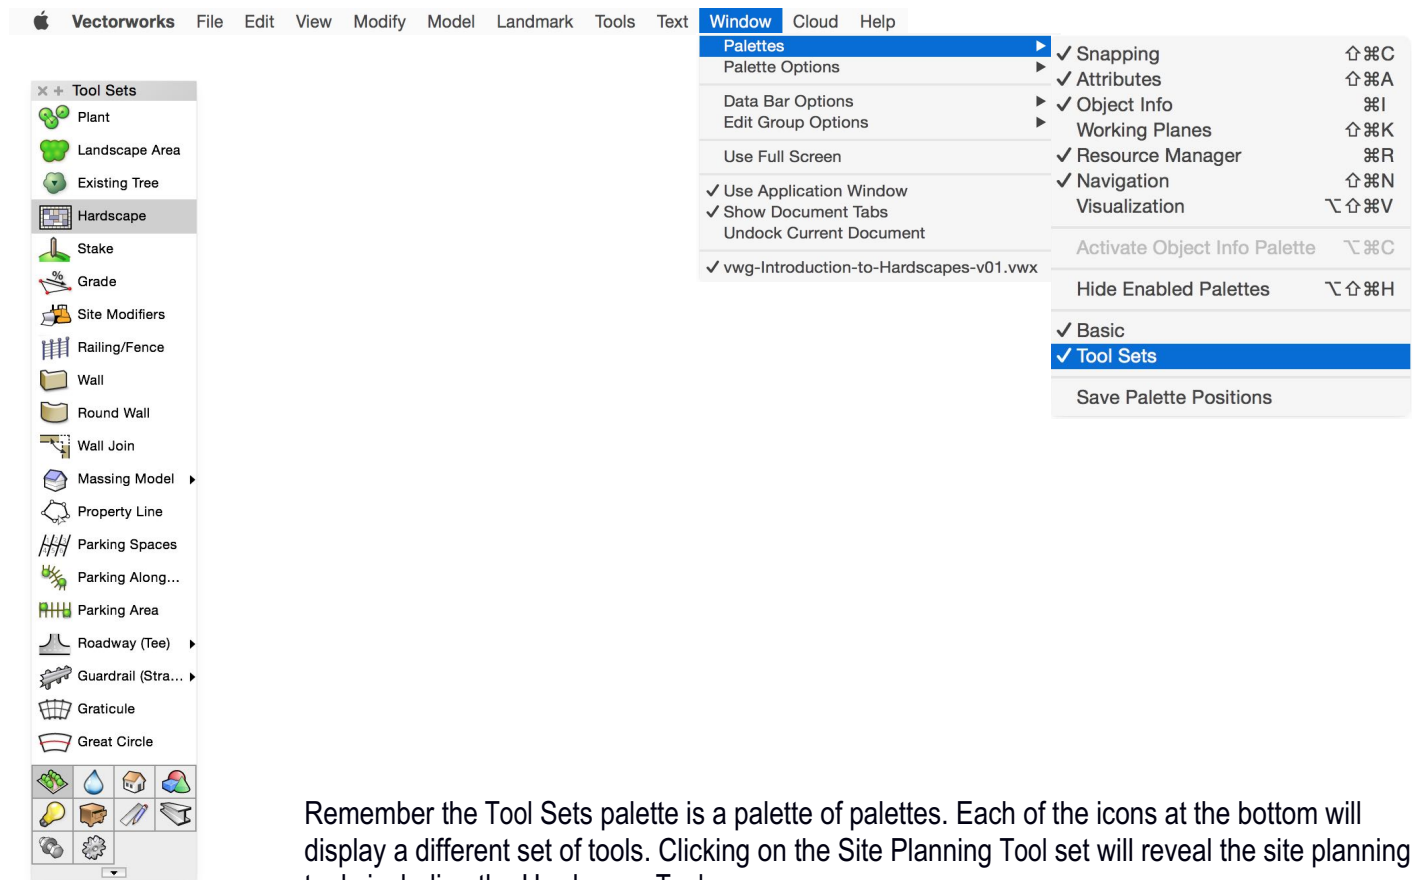 Vectorworks File Edit View Modify Model Landmark Tools Text Window Cloud Help
Palettes
Palette Options
Data Bar Options
Edit Group Options
Use Full Screen
✓ Use Application Window
✓ Show Document Tabs
Undock Current Document
✓ vwg-Introduction-to-Hardscapes-v01.vwx
✓ Snapping ⇧⌘C
✓ Attributes ⇧⌘A
✓ Object Info ⌘I
Working Planes ⇧⌘K
✓ Resource Manager ⌘R
✓ Navigation ⇧⌘N
Visualization ⌥⇧⌘V
Activate Object Info Palette ⌥⌘C
Hide Enabled Palettes ⌥⇧⌘H
✓ Basic
✓ Tool Sets
Save Palette Positions
Tool Sets
Plant
Landscape Area
Existing Tree
Hardscape
Stake
% Grade
Site Modifiers
Railing/Fence
Wall
Round Wall
Wall Join
Massing Model
Property Line
Parking Spaces
Parking Along...
Parking Area
Roadway (Tee)
Guardrail (Stra...
Graticule
Great Circle
Remember the Tool Sets palette is a palette of palettes. Each of the icons at the bottom will
display a different set of tools. Clicking on the Site Planning Tool set will reveal the site planning